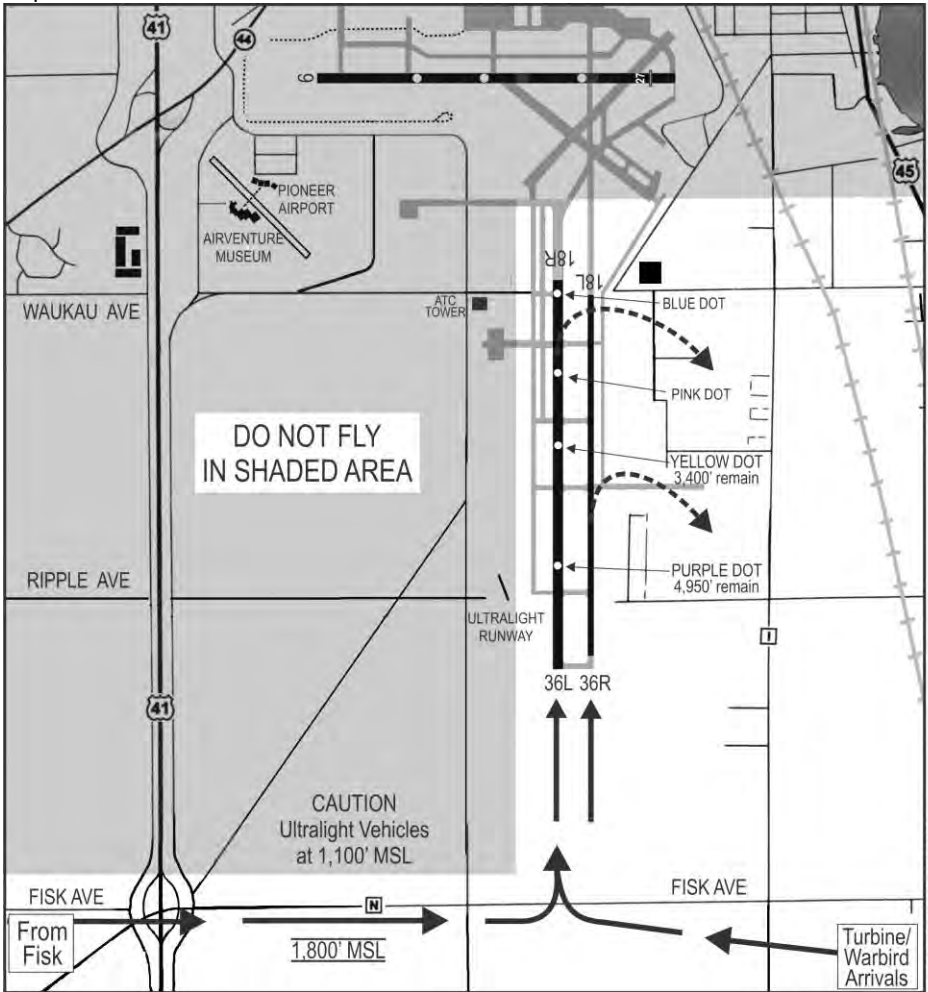 41
44
9
27
45
PIONEER
AIRPORT
AIRVENTURE
MUSEUM
18R
18L
WAUKAU AVE
ATC
TOWER
BLUE DOT
PINK DOT
DO NOT FLY
IN SHADED AREA
YELLOW DOT
3,400' remain
RIPPLE AVE
PURPLE DOT
4,950' remain
ULTRALIGHT
RUNWAY
I
36L 36R
41
CAUTION
Ultralight Vehicles
at 1,100' MSL
FISK AVE
FISK AVE
N
From
Fisk
1,800' MSL
Turbine/
Warbird
Arrivals